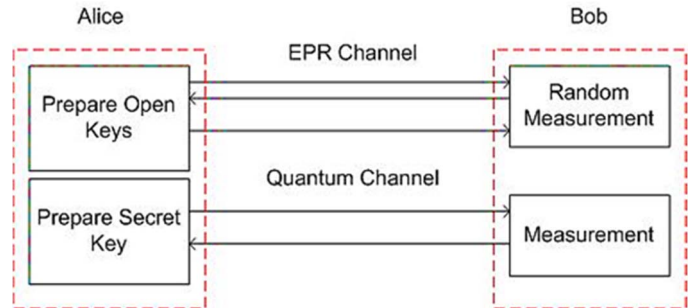 Alice
Bob
EPR Channel
Prepare Open
Keys
Random
Measurement
Quantum Channel
Prepare Secret
Key
Measurement